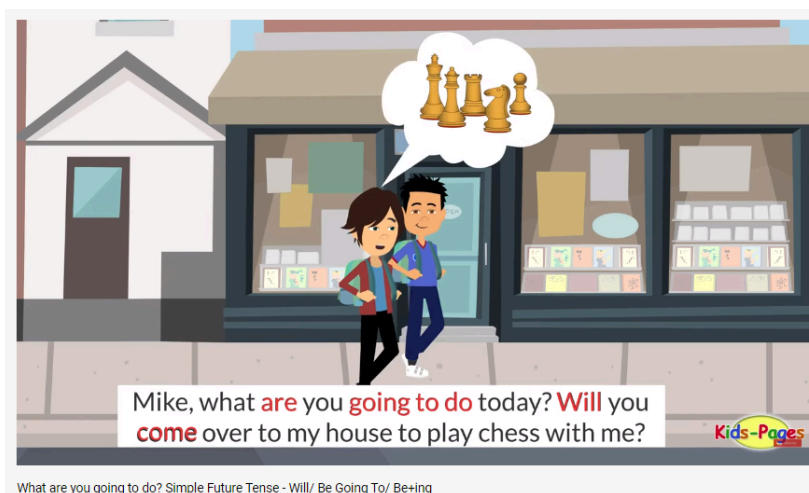 Mike, what are you going to do today? Will you
come over to my house to play chess with me?
Kids-Pages
What are you going to do? Simple Future Tense - Will/ Be Going To/ Be+ing